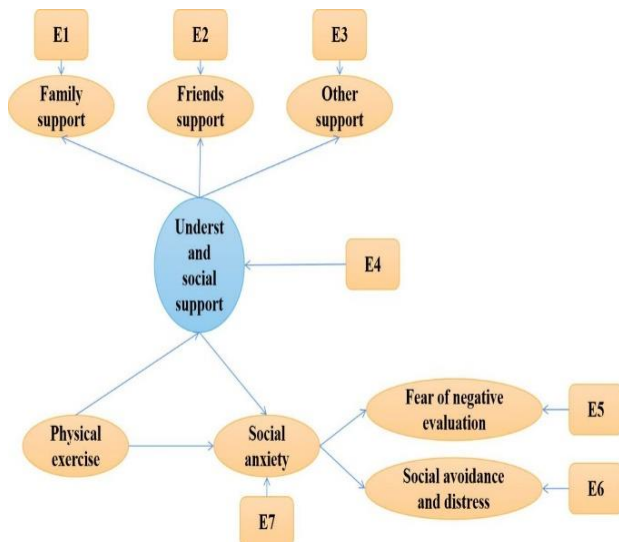 E1
E2
E3
Family
support
Friends
support
Other
support
Underst
and
social
support
E4
Fear of negative
evaluation
E5
Physical
exercise
Social
anxiety
Social avoidance
and distress
E6
E7